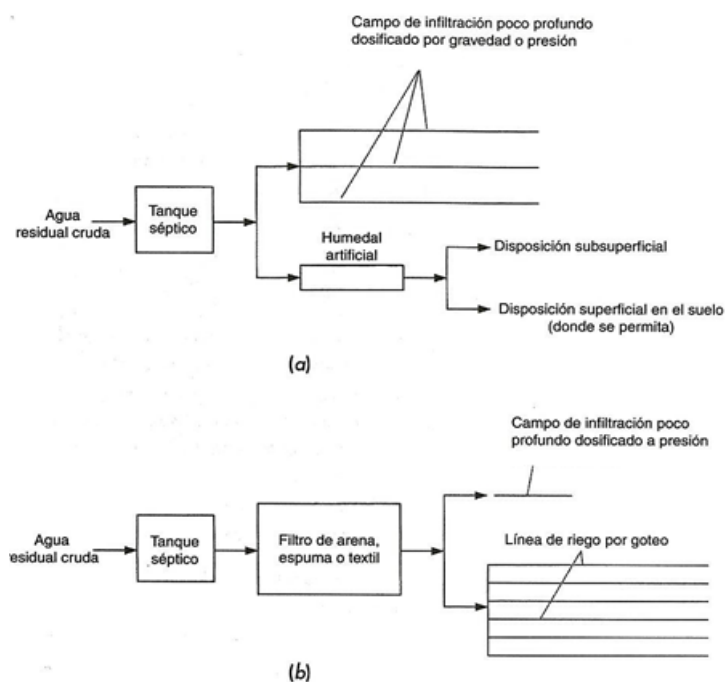 Campo de infiltración poco profundo
dosificado por gravedad o presión
Agua
residual cruda
Tanque
séptico
Humedal
artificial
Disposición subsuperficial
Disposición superficial en el suelo
(donde se permita)
(a)
Campo de infiltración poco
profundo dosificado a presión
Agua
residual cruda
Tanque
séptico
Filtro de arena,
espuma o textil
Línea de riego por goteo
(b)